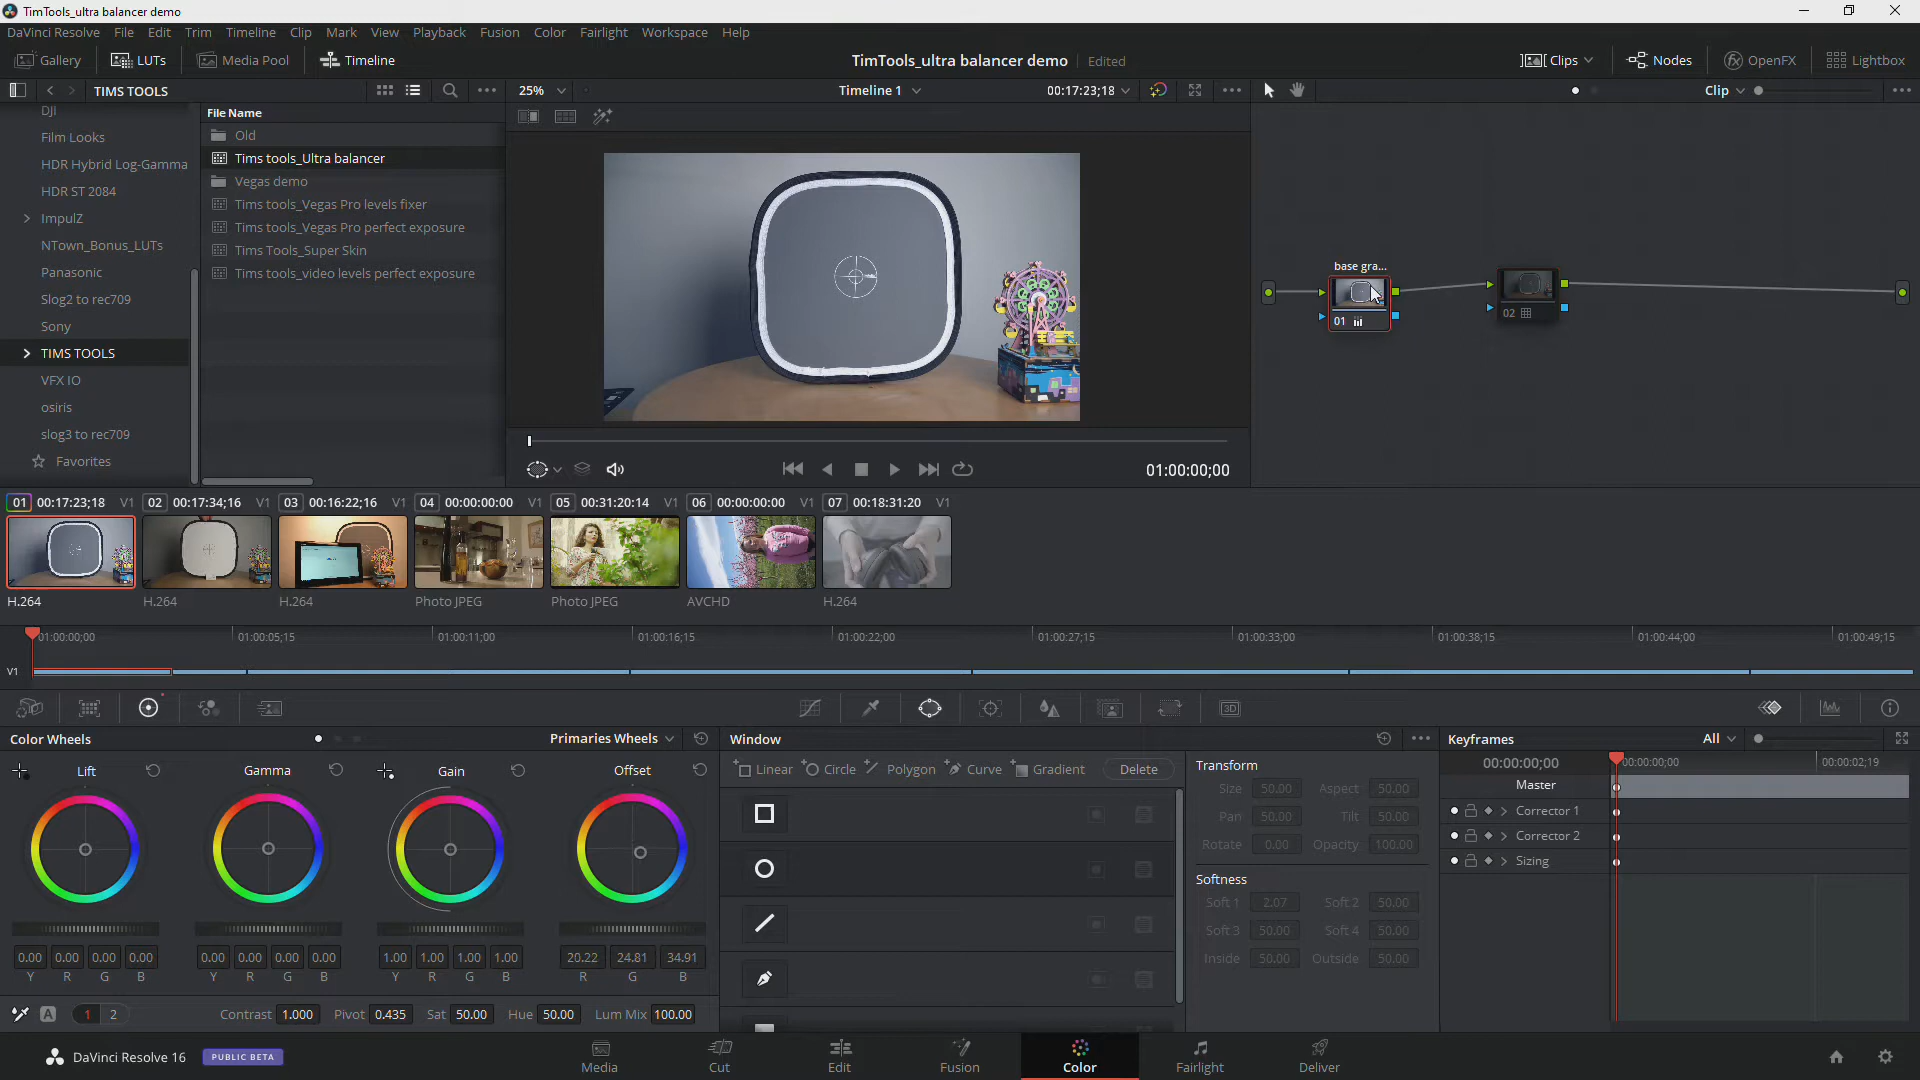 TimTools_ultra balancer demo
DaVinci Resolve File Edit Trim Timeline Clip Mark View Playback Fusion Color Fairlight Workspace Help
Gallery LUTs Media Pool Timeline TimTools_ultra balancer demo Edited Clips Nodes OpenFX Lightbox
TIMS TOOLS 25% Timeline 1 00:17:23;18 Clip
DJI
Film Looks
HDR Hybrid Log-Gamma
HDR ST 2084
ImpulZ
NTown_Bonus_LUTs
Panasonic
Slog2 to rec709
Sony
TIMS TOOLS
VFX IO
osiris
slog3 to rec709
Favorites
File Name
Old
Tims tools_Ultra balancer
Vegas demo
Tims tools_Vegas Pro levels fixer
Tims tools_Vegas Pro perfect exposure
Tims Tools_Super Skin
Tims tools_video levels perfect exposure
01:00:00;00
base gra...
01
02
01 00:17:23;18 V1 02 00:17:34;16 V1 03 00:16:22;16 V1 04 00:00:00:00 V1 05 00:31:20:14 V1 06 00:00:00:00 V1 07 00:18:31:20 V1
H.264 H.264 H.264 Photo JPEG Photo JPEG AVCHD H.264
01:00:00;00 01:00:05;15 01:00:11;00 01:00:16;15 01:00:22;00 01:00:27;15 01:00:33;00 01:00:38;15 01:00:44;00 01:00:49;15
V1
3D
Color Wheels Primaries Wheels
Lift Gamma Gain Offset
0.00 0.00 0.00 0.00 0.00 0.00 0.00 0.00 1.00 1.00 1.00 1.00 20.22 24.81 34.91
Y R G B Y R G B Y R G B R G B
A 1 2 Contrast 1.000 Pivot 0.435 Sat 50.00 Hue 50.00 Lum Mix 100.00
Window
Linear Circle Polygon Curve Gradient Delete
Transform
Size 50.00 Aspect 50.00
Pan 50.00 Tilt 50.00
Rotate 0.00 Opacity 100.00
Softness
Soft 1 2.07 Soft 2 50.00
Soft 3 50.00 Soft 4 50.00
Inside 50.00 Outside 50.00
Keyframes All
00:00:00;00 00:00:00;00 00:00:02;19
Master
Corrector 1
Corrector 2
Sizing
DaVinci Resolve 16 PUBLIC BETA Media Cut Edit Fusion Color Fairlight Deliver